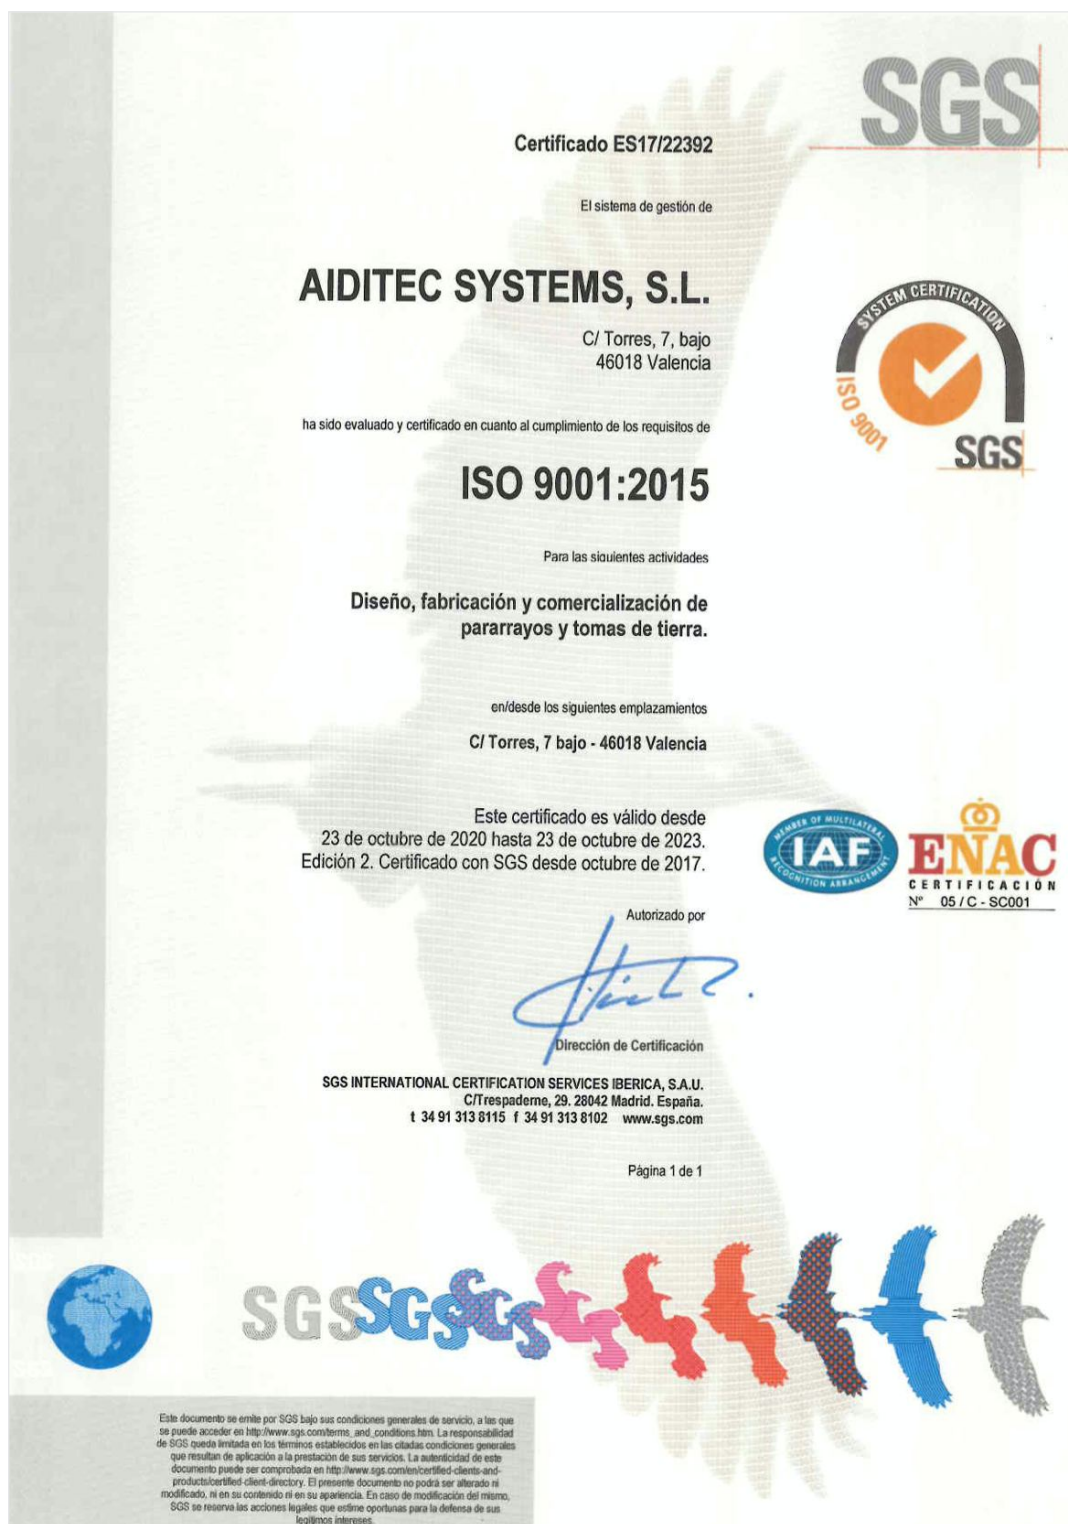 SGS
Certificado ES17/22392
El sistema de gestión de
AIDITEC SYSTEMS, S.L.
C/ Torres, 7, bajo
46018 Valencia
SYSTEM CERTIFICATION
ISO 9001
SGS
ha sido evaluado y certificado en cuanto al cumplimiento de los requisitos de
ISO 9001:2015
Para las siguientes actividades
Diseño, fabricación y comercialización de
pararrayos y tomas de tierra.
en/desde los siguientes emplazamientos
C/ Torres, 7 bajo - 46018 Valencia
Este certificado es válido desde
23 de octubre de 2020 hasta 23 de octubre de 2023.
Edición 2. Certificado con SGS desde octubre de 2017.
MEMBER OF MULTILATERAL
IAF
RECOGNITION ARRANGEMENT
ENAC
CERTIFICACIÓN
Nº 05 / C - SC001
Autorizado por
Dirección de Certificación
SGS INTERNATIONAL CERTIFICATION SERVICES IBERICA, S.A.U.
C/Trespaderne, 29. 28042 Madrid. España.
t 34 91 313 8115 f 34 91 313 8102 www.sgs.com
Página 1 de 1
SGS SGS SGS
Este documento se emite por SGS bajo sus condiciones generales de servicio, a las que
se puede acceder en http://www.sgs.com/terms_and_conditions.htm. La responsabilidad
de SGS queda limitada en los términos establecidos en las citadas condiciones generales
que resultan de aplicación a la prestación de sus servicios. La autenticidad de este
documento puede ser comprobada en http://www.sgs.com/en/certified-clients-and-
products/certified-client-directory. El presente documento no podrá ser alterado ni
modificado, ni en su contenido ni en su apariencia. En caso de modificación del mismo,
SGS se reserva las acciones legales que estime oportunas para la defensa de sus
legítimos intereses.